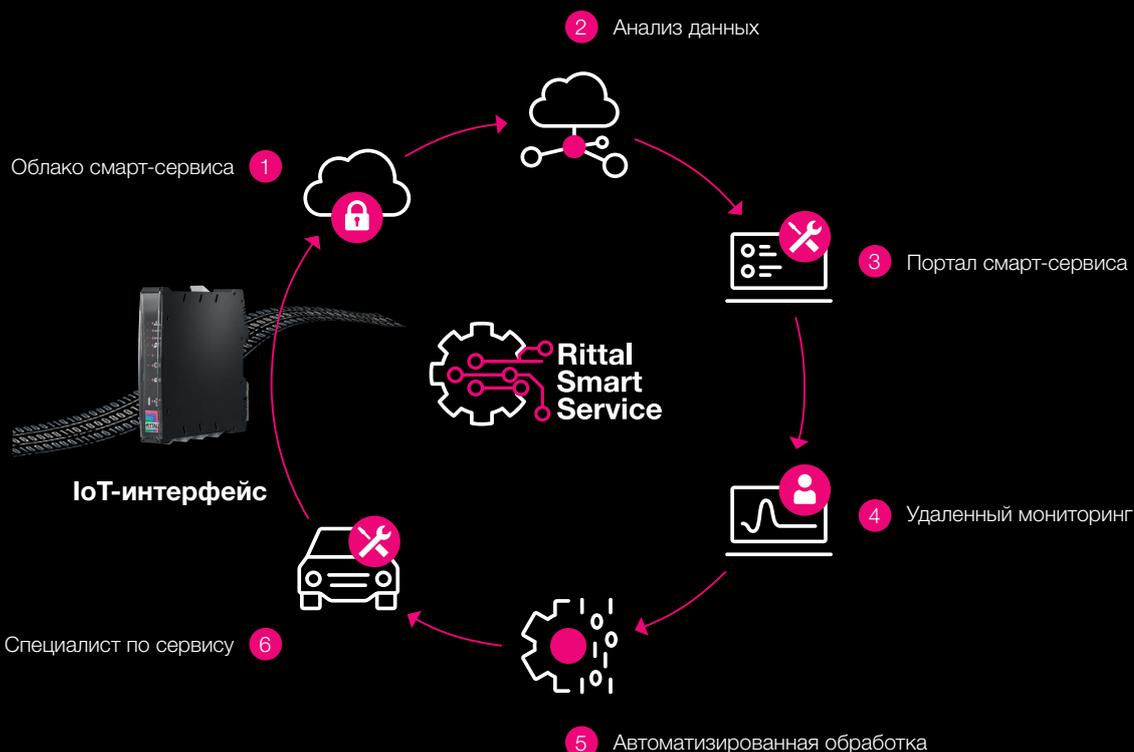 2 Анализ данных
Облако смарт-сервиса 1
3 Портал смарт-сервиса
Rittal
Smart
Service
IoT-интерфейс
4 Удаленный мониторинг
Специалист по сервису 6
5 Автоматизированная обработка